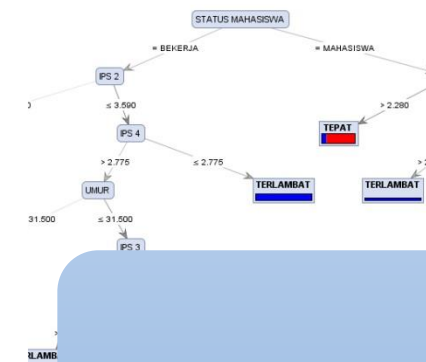 STATUS MAHASISWA
= BEKERJA
= MAHASISWA
IPS 2
≤ 3.590
> 2.280
IPS 4
TEPAT
> 2.775
≤ 2.775
UMUR
TERLAMBAT
TERLAMBAT
31.500
≤ 31.500
IPS 3